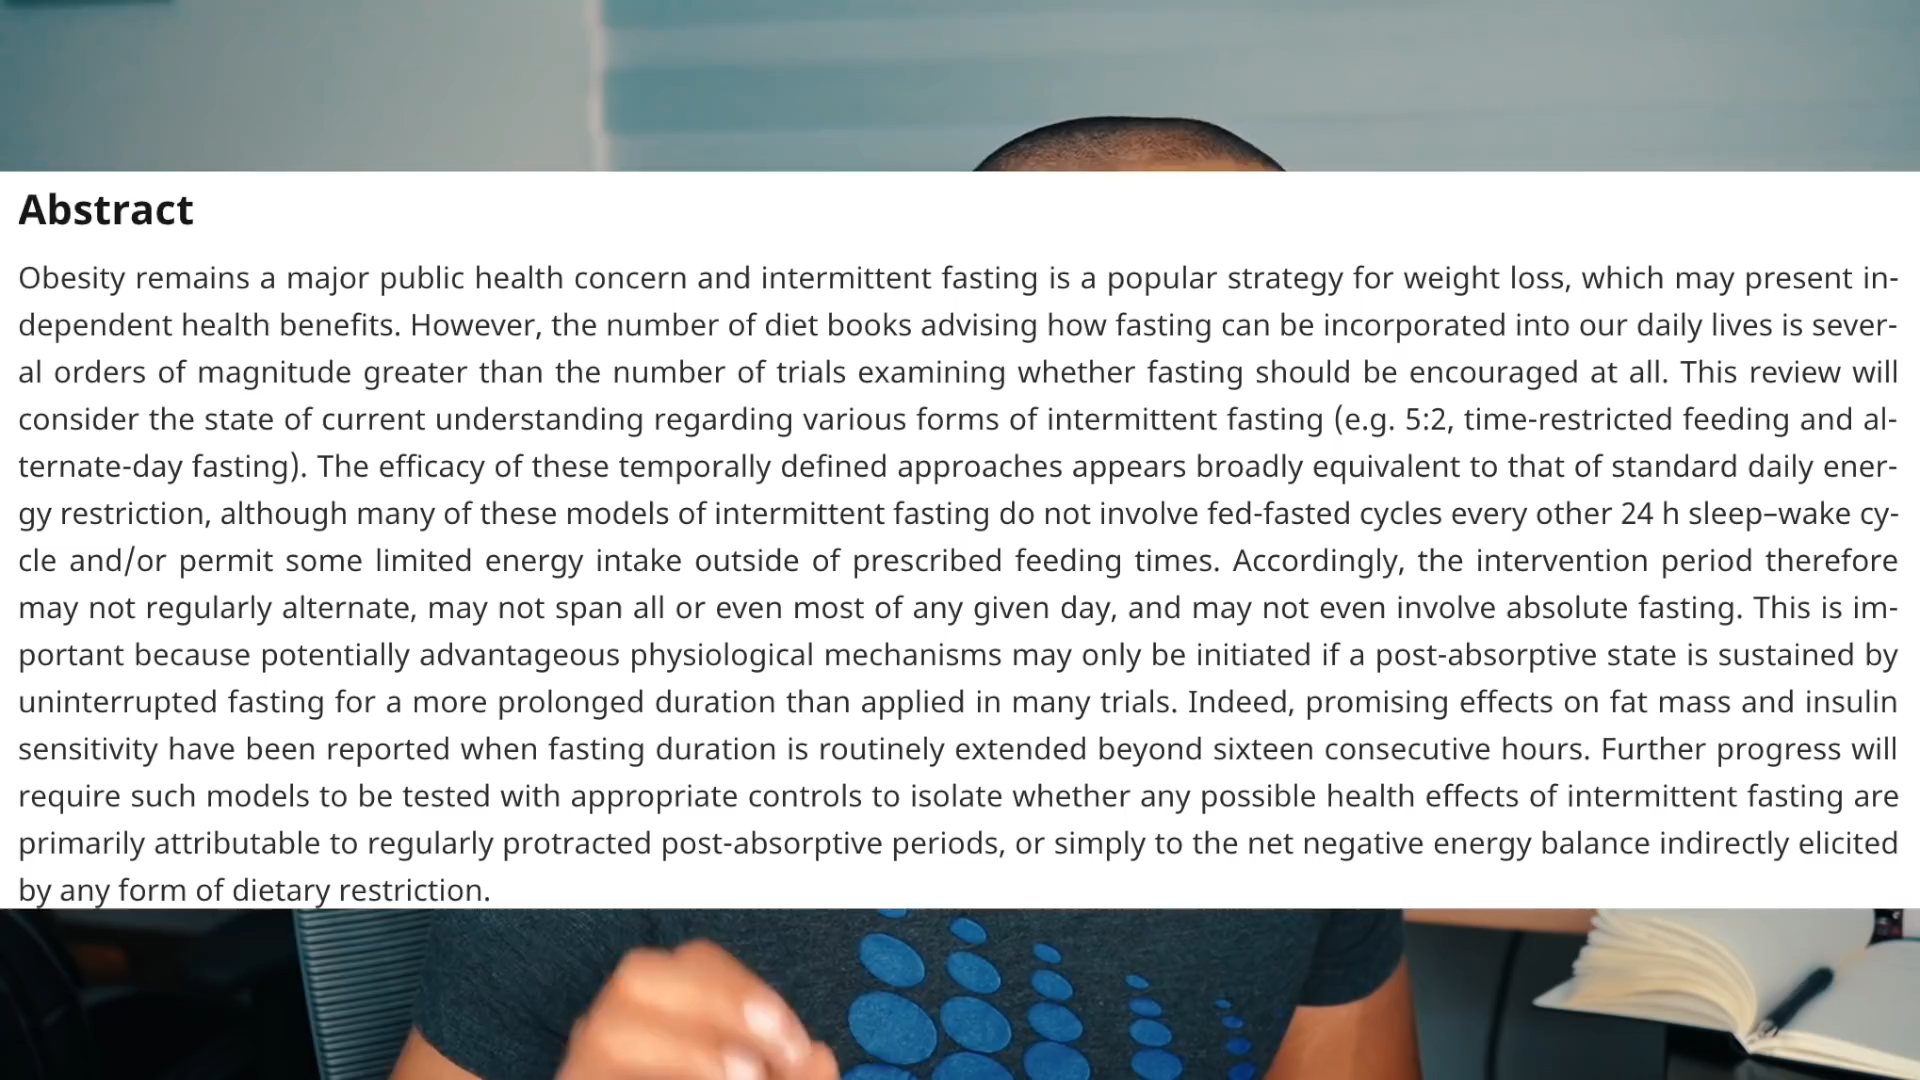 Abstract
Obesity remains a major public health concern and intermittent fasting is a popular strategy for weight loss, which may present in-
dependent health benefits. However, the number of diet books advising how fasting can be incorporated into our daily lives is sever-
al orders of magnitude greater than the number of trials examining whether fasting should be encouraged at all. This review will
consider the state of current understanding regarding various forms of intermittent fasting (e.g. 5:2, time-restricted feeding and al-
ternate-day fasting). The efficacy of these temporally defined approaches appears broadly equivalent to that of standard daily ener-
gy restriction, although many of these models of intermittent fasting do not involve fed-fasted cycles every other 24 h sleep–wake cy-
cle and/or permit some limited energy intake outside of prescribed feeding times. Accordingly, the intervention period therefore
may not regularly alternate, may not span all or even most of any given day, and may not even involve absolute fasting. This is im-
portant because potentially advantageous physiological mechanisms may only be initiated if a post-absorptive state is sustained by
uninterrupted fasting for a more prolonged duration than applied in many trials. Indeed, promising effects on fat mass and insulin
sensitivity have been reported when fasting duration is routinely extended beyond sixteen consecutive hours. Further progress will
require such models to be tested with appropriate controls to isolate whether any possible health effects of intermittent fasting are
primarily attributable to regularly protracted post-absorptive periods, or simply to the net negative energy balance indirectly elicited
by any form of dietary restriction.